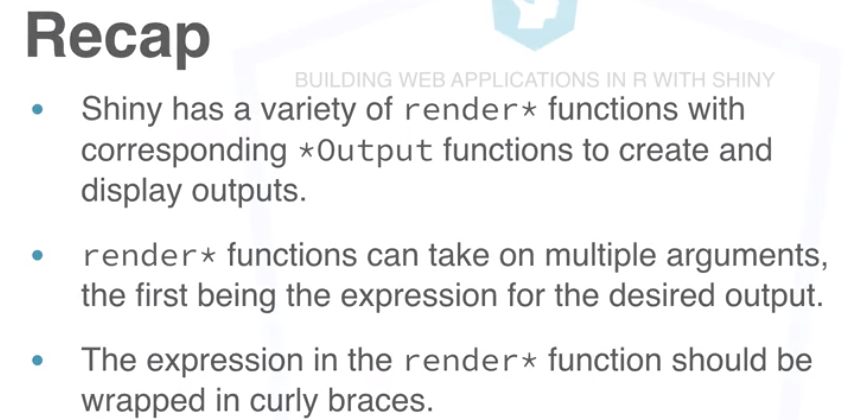 Recap
BUILDING WEB APPLICATIONS IN R WITH SHINY
• Shiny has a variety of render* functions with
corresponding *Output functions to create and
display outputs.
• render* functions can take on multiple arguments,
the first being the expression for the desired output.
• The expression in the render* function should be
wrapped in curly braces.